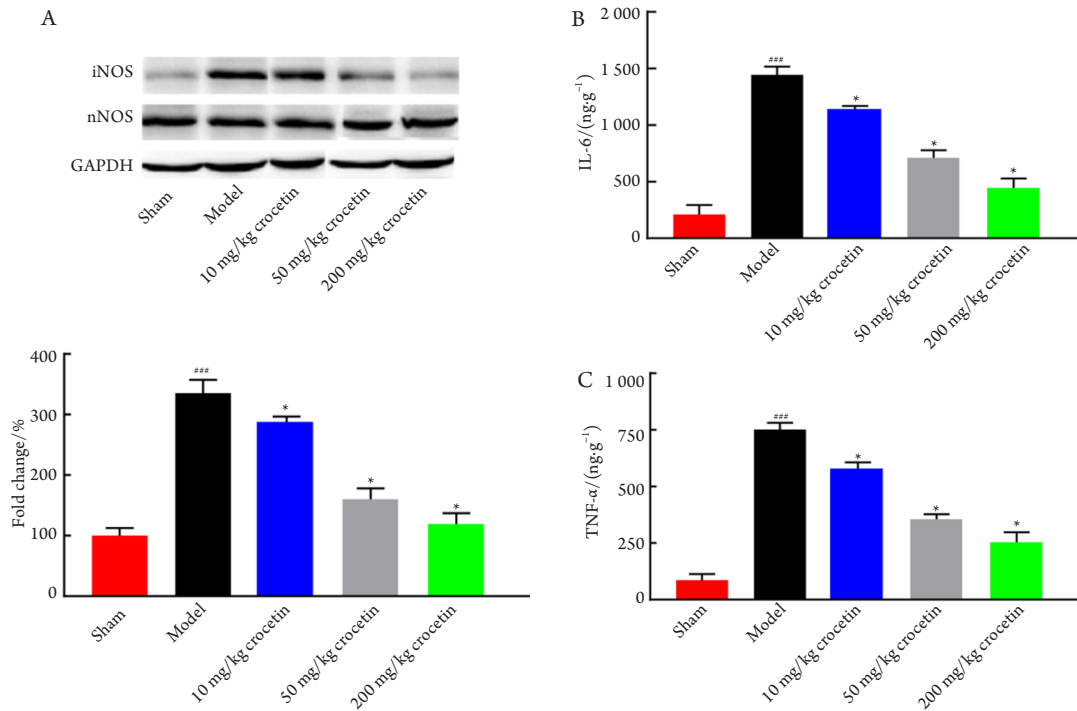 A
iNOS
nNOS
GAPDH
Sham
Model
10 mg/kg crocetin
50 mg/kg crocetin
200 mg/kg crocetin
Fold change/%
400
300
200
100
0
###
*
*
*
Sham
Model
10 mg/kg crocetin
50 mg/kg crocetin
200 mg/kg crocetin
B
IL-6/(ng·g⁻¹)
2 000
1 500
1 000
500
0
###
*
*
*
Sham
Model
10 mg/kg crocetin
50 mg/kg crocetin
200 mg/kg crocetin
C
TNF-α/(ng·g⁻¹)
1 000
750
500
250
0
###
*
*
*
Sham
Model
10 mg/kg crocetin
50 mg/kg crocetin
200 mg/kg crocetin